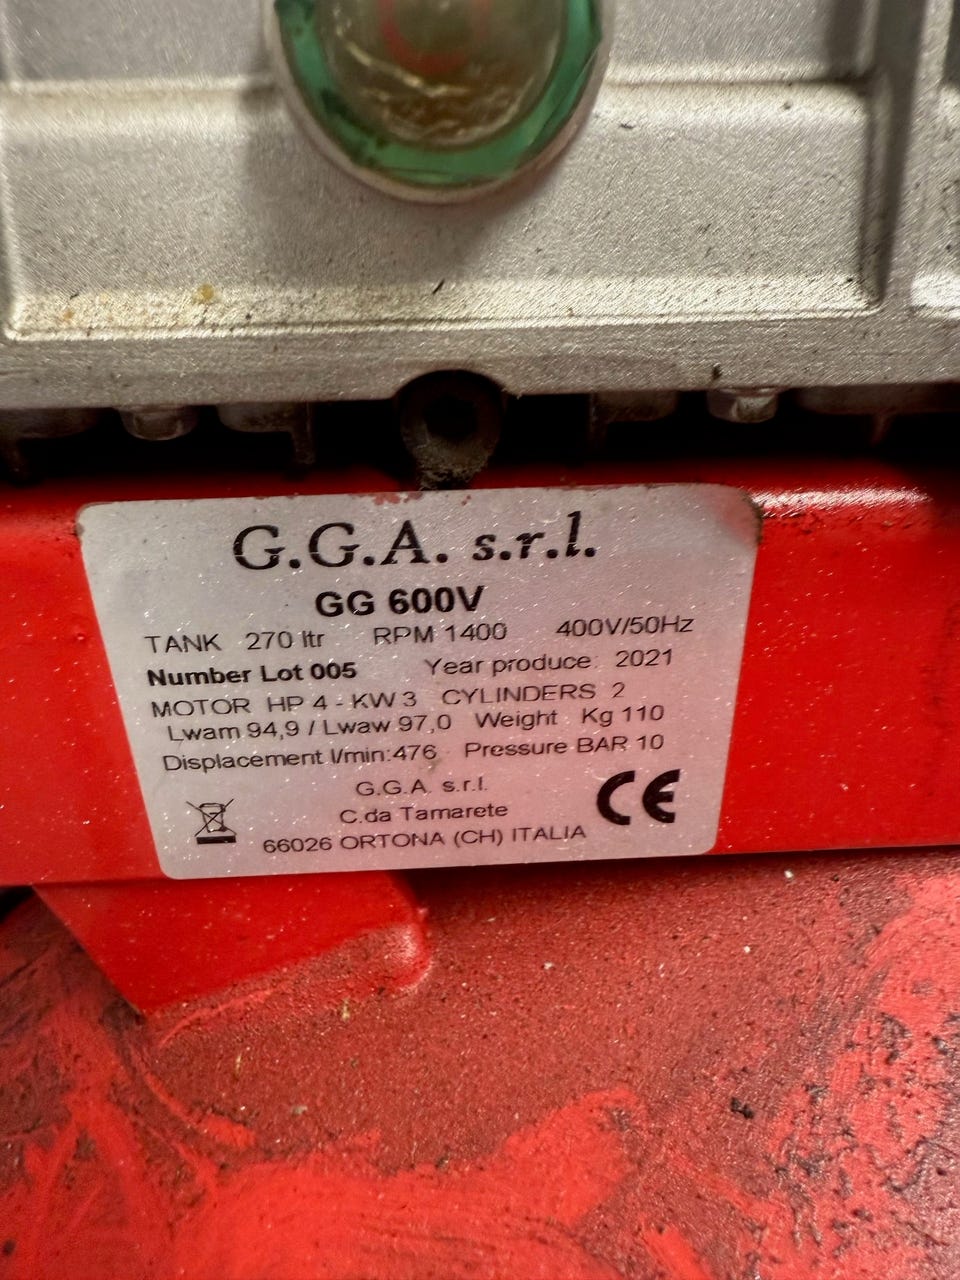 G.G.A. s.r.l.
GG 600V
TANK 270 ltr RPM 1400 400V/50Hz
Number Lot 005 Year produce: 2021
MOTOR HP 4 - KW 3 CYLINDERS 2
Lwam 94,9 / Lwaw 97,0 Weight Kg 110
Displacement l/min:476 Pressure BAR 10
G.G.A. s.r.l.
C.da Tamarete
66026 ORTONA (CH) ITALIA
CE